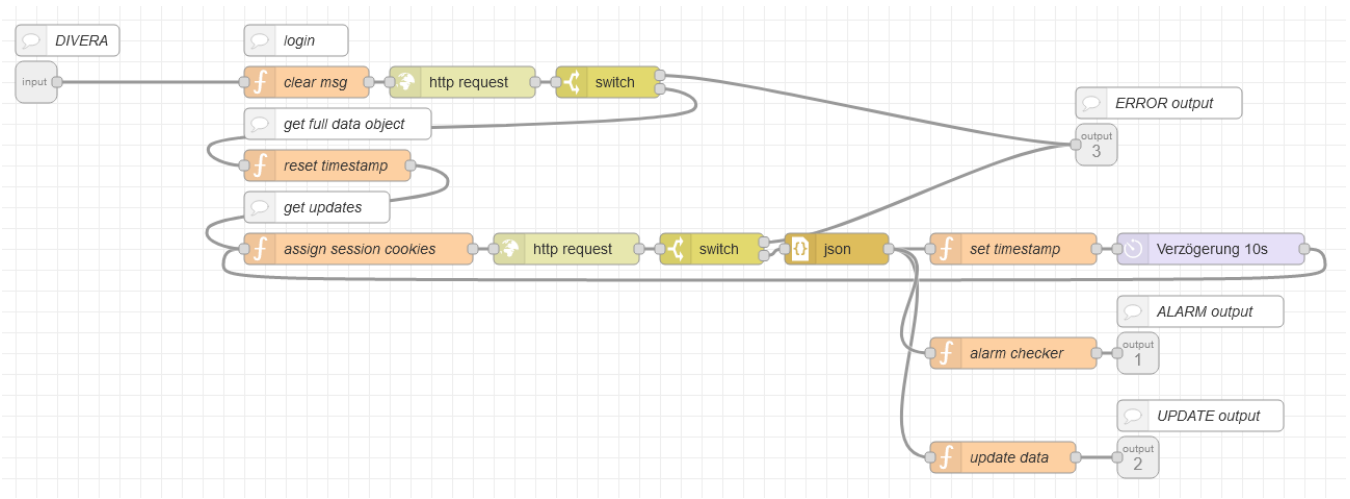 DIVERA
login
input
clear msg
http request
switch
ERROR output
get full data object
output
3
reset timestamp
get updates
assign session cookies
http request
switch
json
set timestamp
Verzögerung 10s
ALARM output
alarm checker
output
1
UPDATE output
update data
output
2